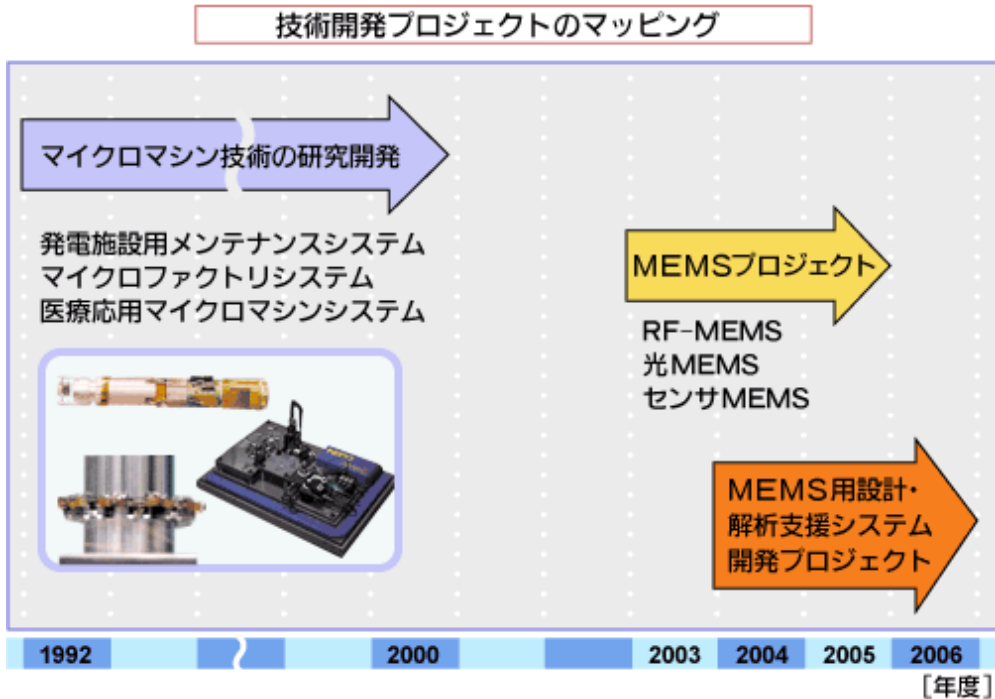 技術開発プロジェクトのマッピング
マイクロマシン技術の研究開発
発電施設用メンテナンスシステム
マイクロファクトリシステム
医療応用マイクロマシンシステム
MEMSプロジェクト
RF-MEMS
光MEMS
センサMEMS
MEMS用設計・
解析支援システム
開発プロジェクト
1992 2000 2003 2004 2005 2006
[年度]